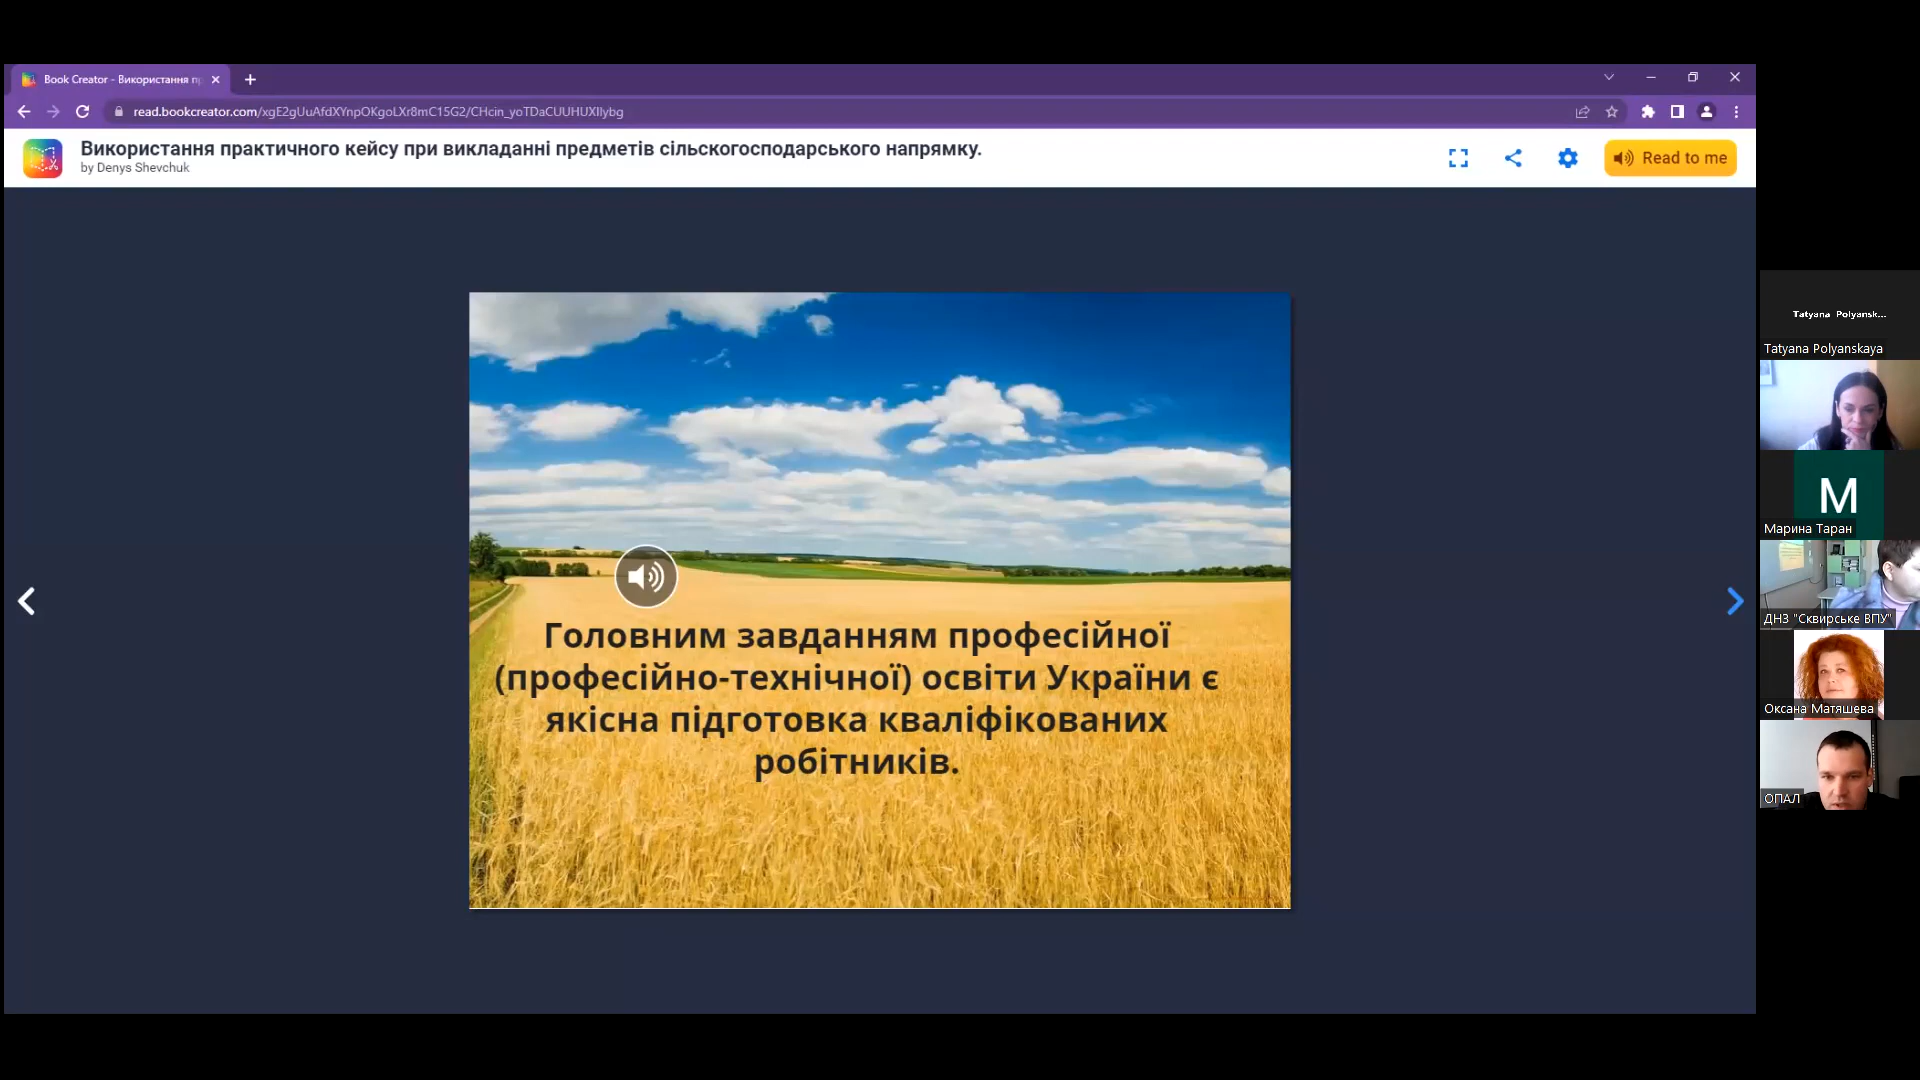 Book Creator - Використання п
read.bookcreator.com/xgE2gUuAfdXYnpOKgoLXr8mC15G2/CHcin_yoTDaCUUHUXIlybg
Використання практичного кейсу при викладанні предметів сільскогосподарського напрямку.
by Denys Shevchuk
Read to me
Головним завданням професійної
(професійно-технічної) освіти України є
якісна підготовка кваліфікованих
робітників.
Tatyana Polyansk...
Tatyana Polyanskaya
М
Марина Таран
ДНЗ "Сквирське ВПУ"
Оксана Матяшева
ОПАЛ